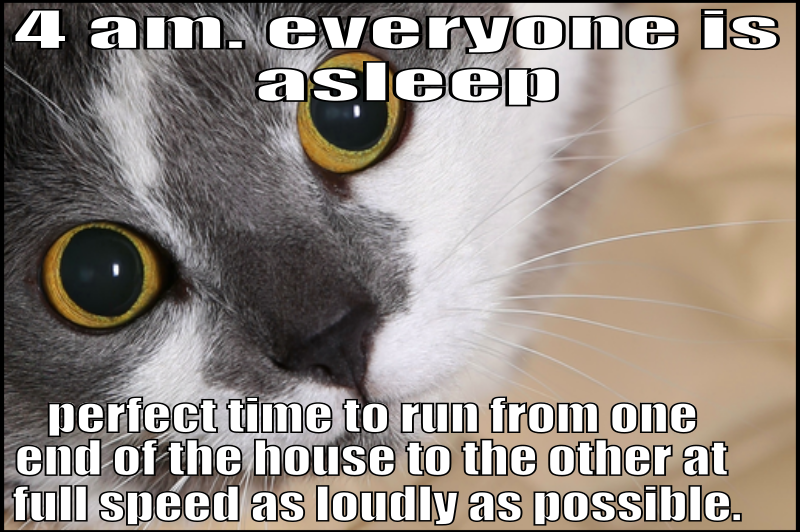 4 am. everyone is
asleep
perfect time to run from one
end of the house to the other at
full speed as loudly as possible.